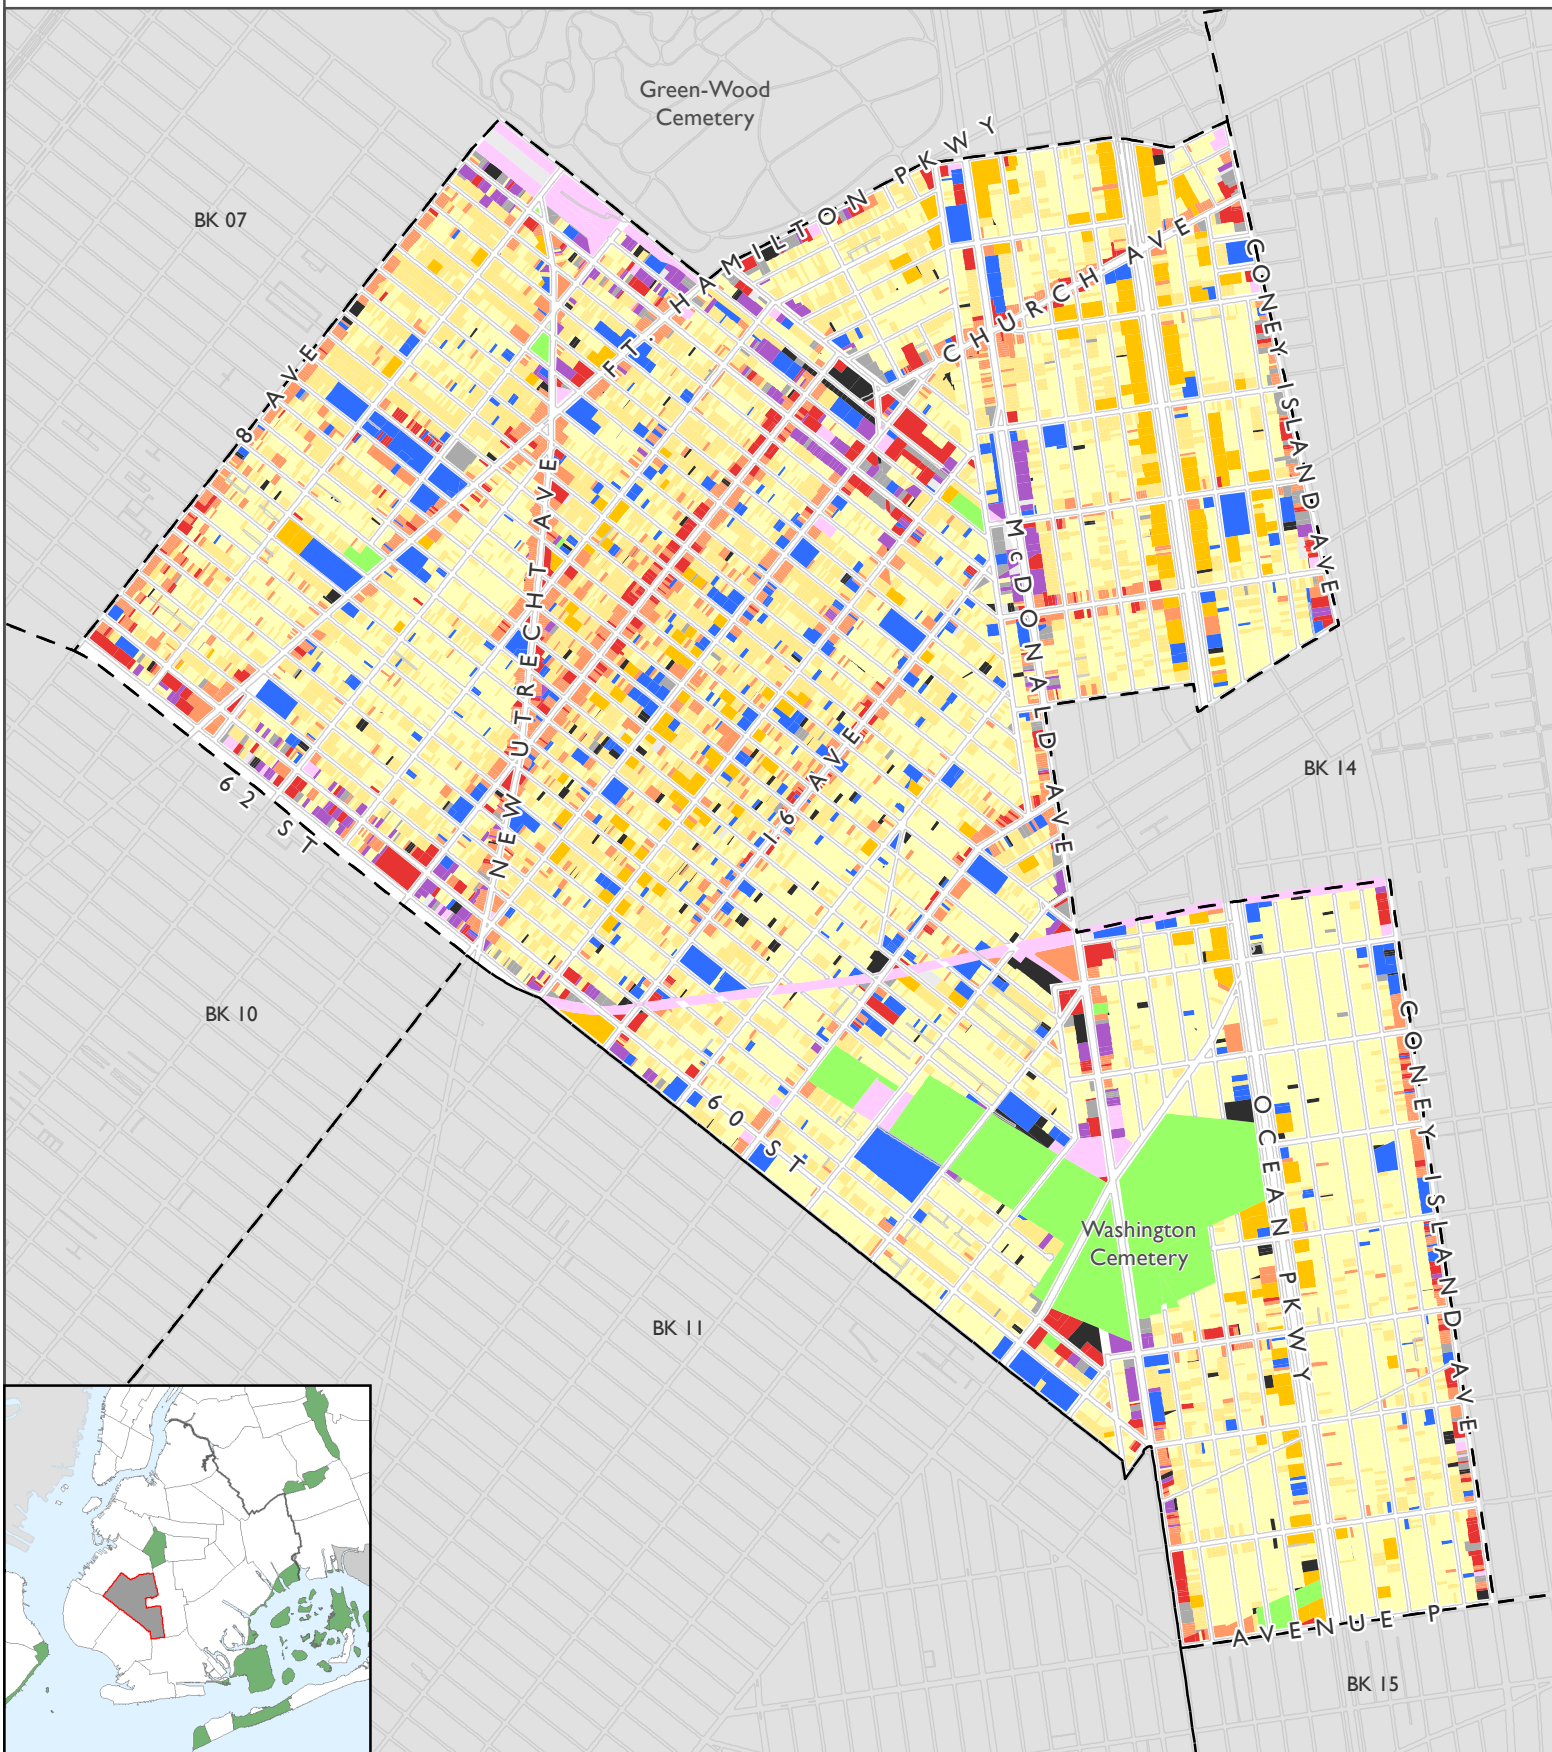 Green-Wood
Cemetery
BK 07
FT. HAMILTON PKWY
CHURCH AVE
CONEY ISLAND AVE
8 AVE
NEW UTRECHT AVE
McDONALD AVE
16 AVE
62 ST
BK 14
BK 10
60 ST
OCEAN PKWY
CONEY ISLAND AVE
Washington
Cemetery
BK 11
AVENUE P
BK 15